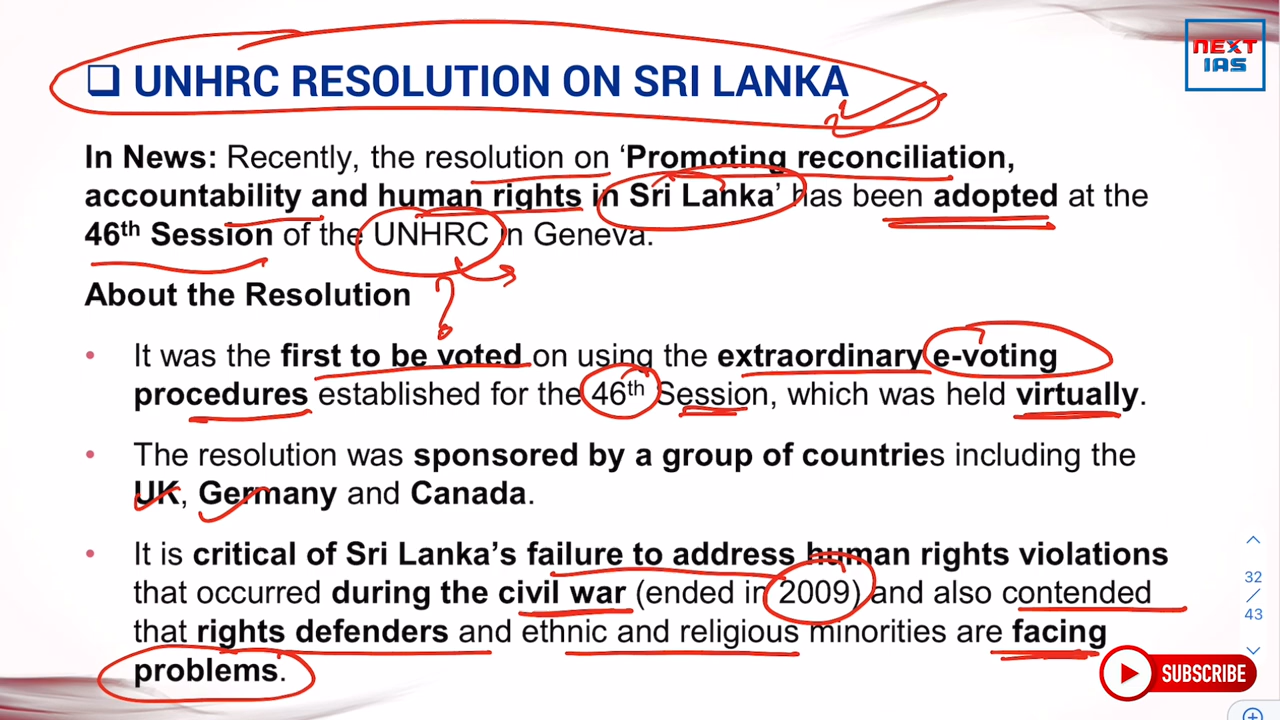 NEXT
IAS
❑ UNHRC RESOLUTION ON SRI LANKA
In News: Recently, the resolution on ‘Promoting reconciliation,
accountability and human rights in Sri Lanka’ has been adopted at the
46th Session of the UNHRC in Geneva.
About the Resolution
• It was the first to be voted on using the extraordinary e-voting
procedures established for the 46th Session, which was held virtually.
• The resolution was sponsored by a group of countries including the
UK, Germany and Canada.
• It is critical of Sri Lanka’s failure to address human rights violations
that occurred during the civil war (ended in 2009) and also contended
that rights defenders and ethnic and religious minorities are facing
problems.
32
/
43
SUBSCRIBE